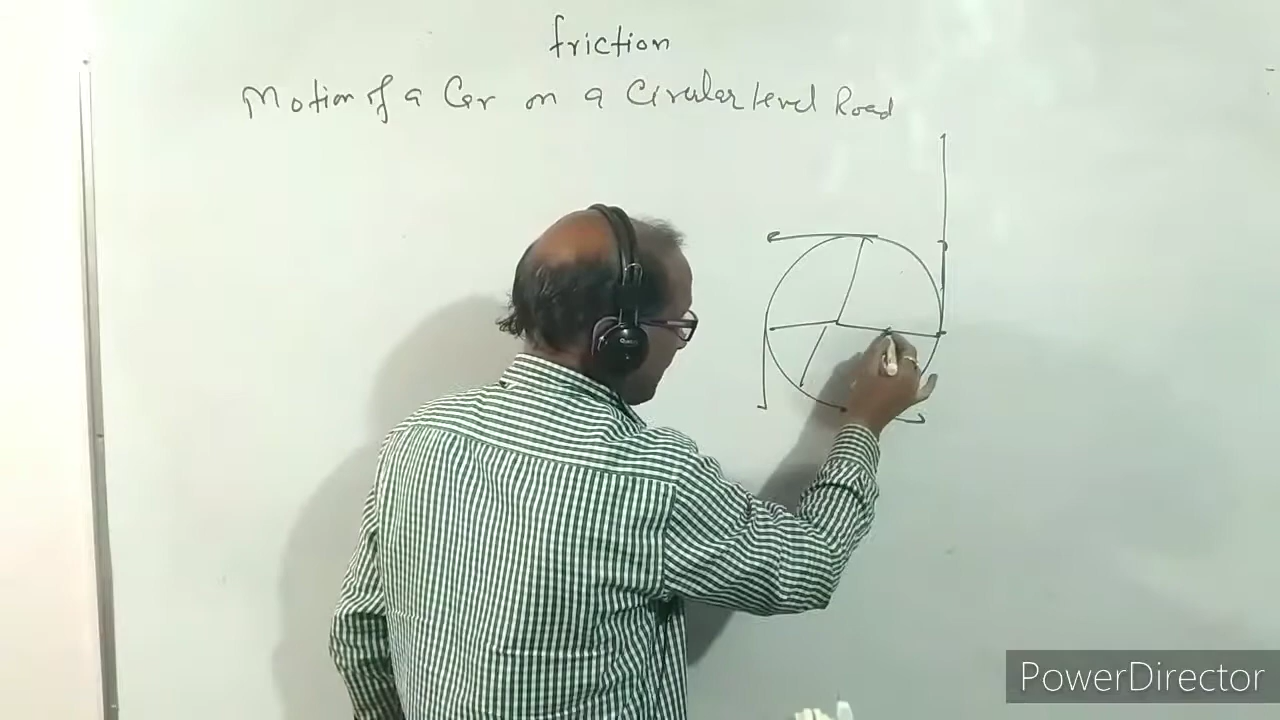 friction
Motion of a Car on a Circular level Road
PowerDirector